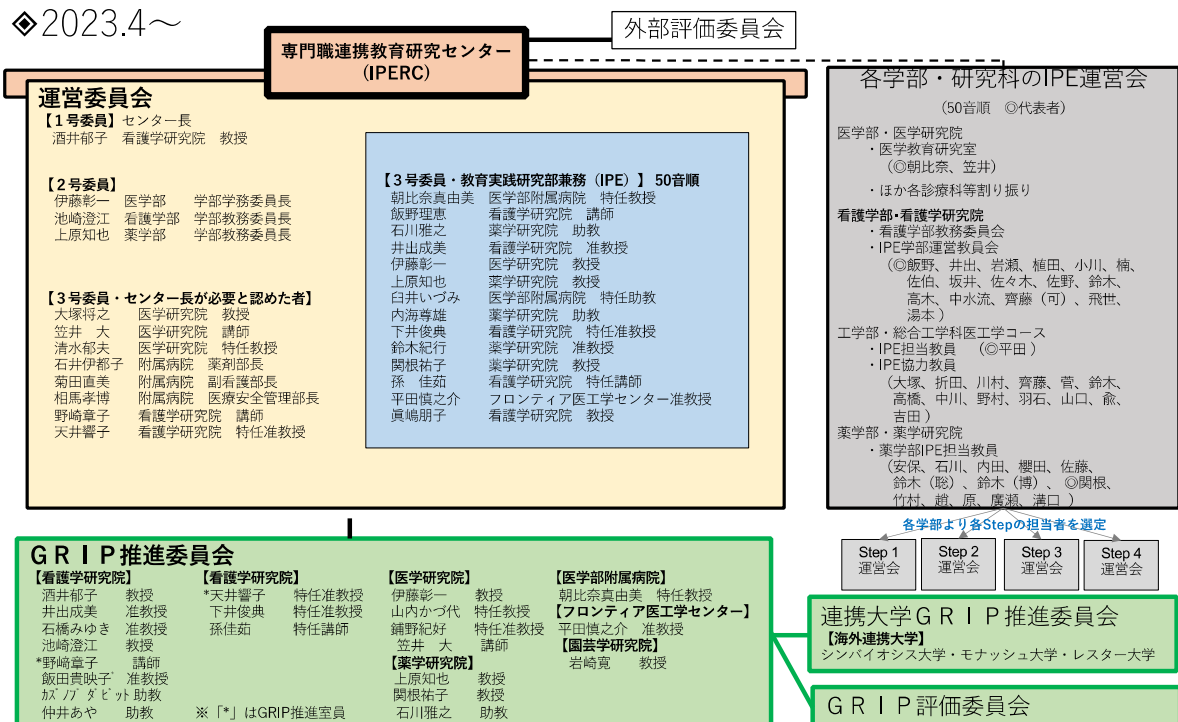 ◈2023.4～
専門職連携教育研究センター
(IPERC)
外部評価委員会
運営委員会
【１号委員】センター長
酒井郁子　看護学研究院　教授
【２号委員】
伊藤彰一　医学部　学部学務委員長
池崎澄江　看護学部　学部教務委員長
上原知也　薬学部　学部教務委員長
【３号委員・センター長が必要と認めた者】
大塚将之　医学研究院　教授
笠井　大　医学研究院　講師
清水郁夫　医学研究院　特任教授
石井伊都子　附属病院　薬剤部長
菊田直美　附属病院　副看護部長
相馬孝博　附属病院　医療安全管理部長
野崎章子　看護学研究院　講師
天井響子　看護学研究院　特任准教授
【３号委員・教育実践研究部兼務（IPE）】 50音順
朝比奈真由美　医学部附属病院　特任教授
飯野理恵　看護学研究院　講師
石川雅之　薬学研究院　助教
井出成美　看護学研究院　准教授
伊藤彰一　医学研究院　教授
上原知也　薬学研究院　教授
臼井いづみ　医学部附属病院　特任助教
内海尊雄　薬学研究院　助教
下井俊典　看護学研究院　特任准教授
鈴木紀行　薬学研究院　准教授
関根祐子　薬学研究院　教授
孫　佳茹　看護学研究院　特任講師
平田慎之介　フロンティア医工学センター准教授
眞嶋朋子　看護学研究院　教授
各学部・研究科のIPE運営会
（50音順　◎代表者）
医学部・医学研究院
・医学教育研究室
（◎朝比奈、笠井）
・ほか各診療科等割り振り
看護学部・看護学研究院
・看護学部教務委員会
・IPE学部運営教員会
（◎飯野、井出、岩瀬、植田、小川、楠、
佐伯、坂井、佐々木、佐野、鈴木、
高木、中水流、齊藤（可）、飛世、
湯本 ）
工学部・総合工学科医工学コース
・IPE担当教員　（◎平田 ）
・IPE協力教員
（大塚、折田、川村、齊藤、菅、鈴木、
高橋、中川、野村、羽石、山口、兪、
吉田 ）
薬学部・薬学研究院
・薬学部IPE担当教員
（安保、石川、内田、櫻田、佐藤、
鈴木（聡）、鈴木（博）、◎関根、
竹村、趙、原、廣瀬、溝口 ）
各学部より各Stepの担当者を選定
Step 1
運営会
Step 2
運営会
Step 3
運営会
Step 4
運営会
ＧＲＩＰ推進委員会
【看護学研究院】
酒井郁子　教授
井出成美　准教授
石橋みゆき　准教授
池崎澄江　教授
*野﨑章子　講師
飯田貴映子　准教授
ｶｽﾞﾉﾌﾞ ﾀﾞﾋﾞｯﾄ 助教
仲井あや　助教
【看護学研究院】
*天井響子　特任准教授
下井俊典　特任准教授
孫佳茹　特任講師
※「*」はGRIP推進室員
【医学研究院】
伊藤彰一　教授
山内かづ代　特任教授
鋪野紀好　特任准教授
笠井　大　講師
【薬学研究院】
上原知也　教授
関根祐子　教授
石川雅之　助教
【医学部附属病院】
朝比奈真由美　特任教授
【フロンティア医工学センター】
平田慎之介　准教授
【園芸学研究院】
岩崎寛　教授
連携大学ＧＲＩＰ推進委員会
【海外連携大学】
シンバイオシス大学・モナッシュ大学・レスター大学
ＧＲＩＰ評価委員会